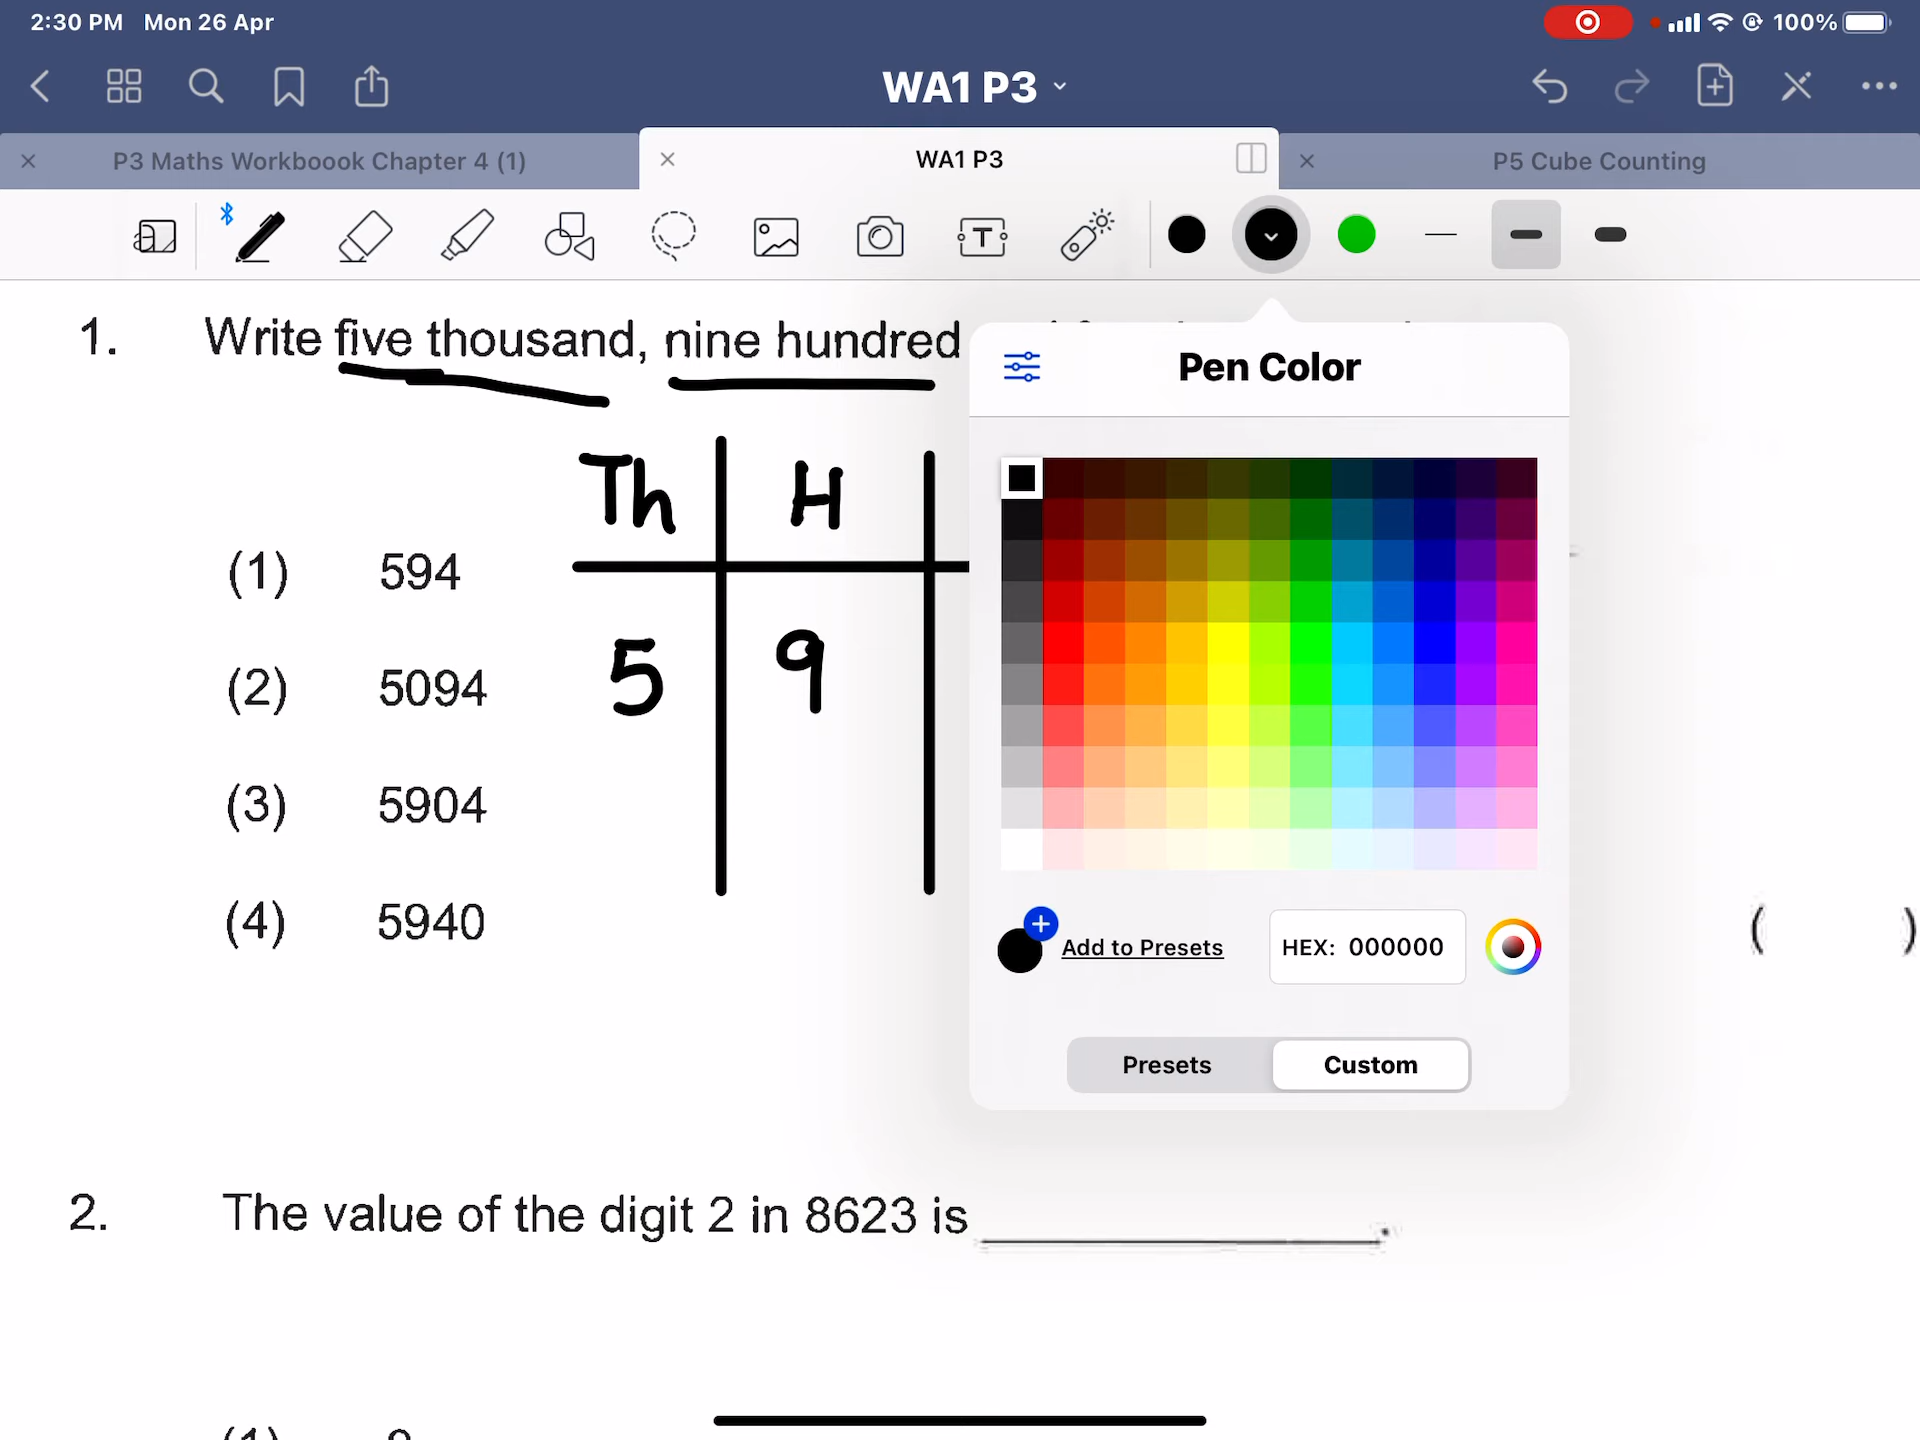 2:30 PM Mon 26 Apr 100%
WA1 P3
P3 Maths Workboook Chapter 4 (1) WA1 P3 P5 Cube Counting
1. Write five thousand, nine hundred
Pen Color
Th H
(1) 594
5 9
(2) 5094
(3) 5904
(4) 5940 ( )
Add to Presets HEX: 000000
Presets Custom
2. The value of the digit 2 in 8623 is ____________.